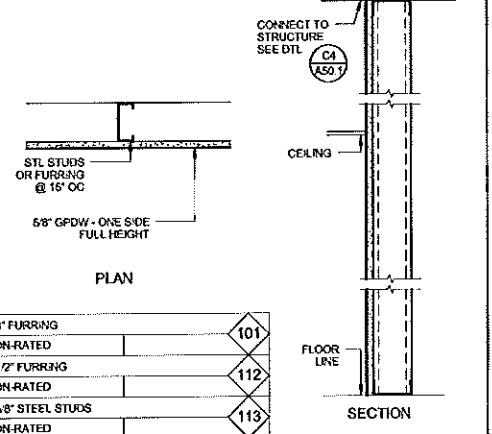 CONNECT TO
STRUCTURE
SEE DTL
C4
A50.1
STL STUDS
OR FURRING
@ 16" OC
CEILING
5/8" GPDW - ONE SIDE
FULL HEIGHT
PLAN
FURRING
101
ON-RATED
/2" FURRING
112
ON-RATED
/8" STEEL STUDS
113
ON-RATED
FLOOR
LINE
SECTION